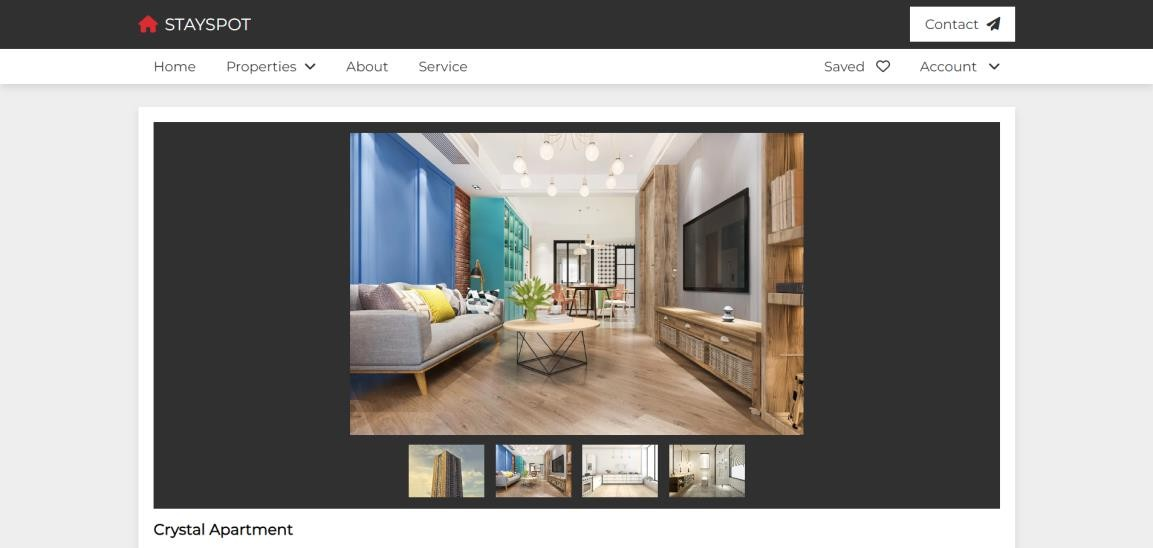 STAYSPOT
Contact
Home Properties About Service Saved Account
Crystal Apartment